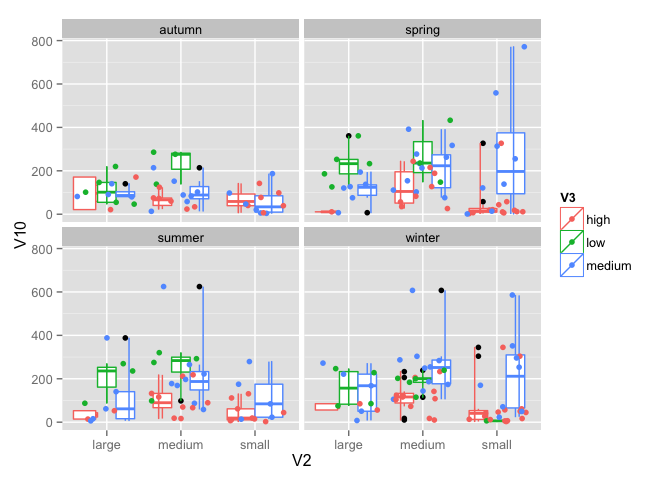 autumn
spring
800
600
400
200
0
V10
summer
winter
800
600
400
200
0
large
medium
small
large
medium
small
V2
V3
high
low
medium